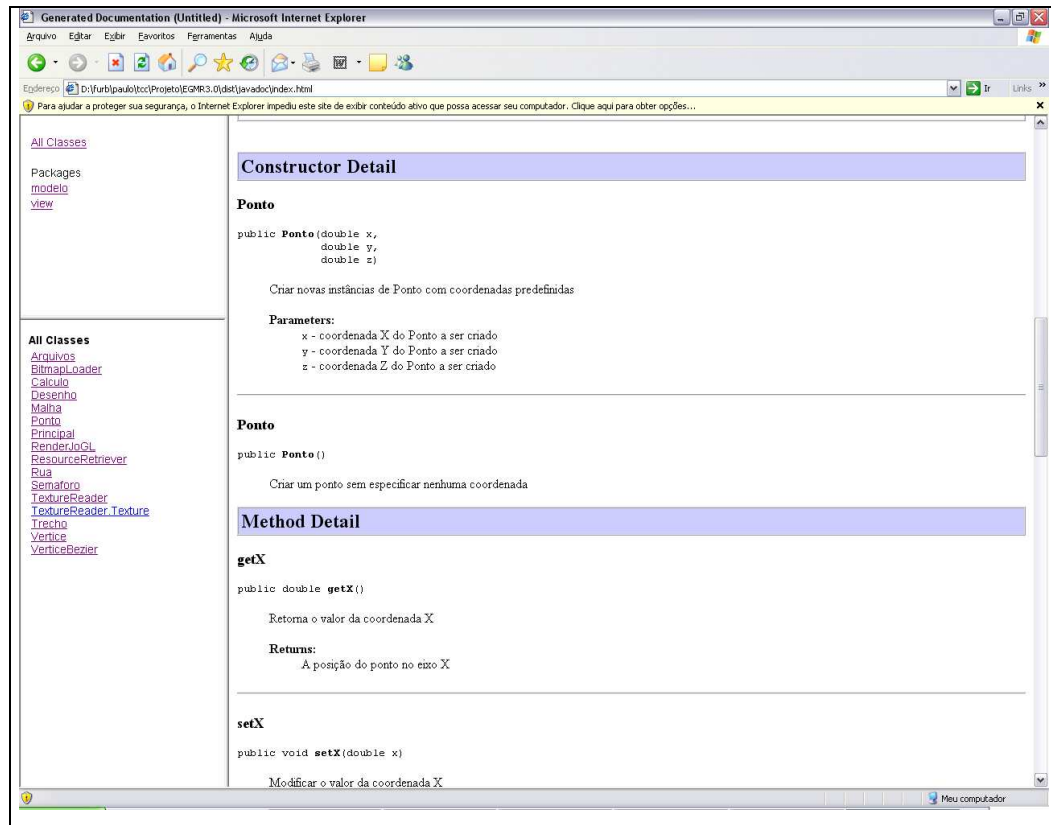 Generated Documentation (Untitled) - Microsoft Internet Explorer
Arquivo Editar Exibir Favoritos Ferramentas Ajuda
Endereço D:\furb\paulo\tcc\Projeto\EGMR3.0\dist\javadoc\index.html Ir Links »
Para ajudar a proteger sua segurança, o Internet Explorer impediu este site de exibir conteúdo ativo que possa acessar seu computador. Clique aqui para obter opções...
All Classes
Packages
modelo
view
All Classes
Arquivos
BitmapLoader
Calculo
Desenho
Malha
Ponto
Principal
RenderJoGL
ResourceRetriever
Rua
Semaforo
TextureReader
TextureReader.Texture
Trecho
Vertice
VerticeBezier
Constructor Detail
Ponto
public Ponto(double x,
double y,
double z)
Criar novas instâncias de Ponto com coordenadas predefinidas
Parameters:
x - coordenada X do Ponto a ser criado
y - coordenada Y do Ponto a ser criado
z - coordenada Z do Ponto a ser criado
Ponto
public Ponto()
Criar um ponto sem especificar nenhuma coordenada
Method Detail
getX
public double getX()
Retorna o valor da coordenada X
Returns:
A posição do ponto no eixo X
setX
public void setX(double x)
Modificar o valor da coordenada X
Meu computador